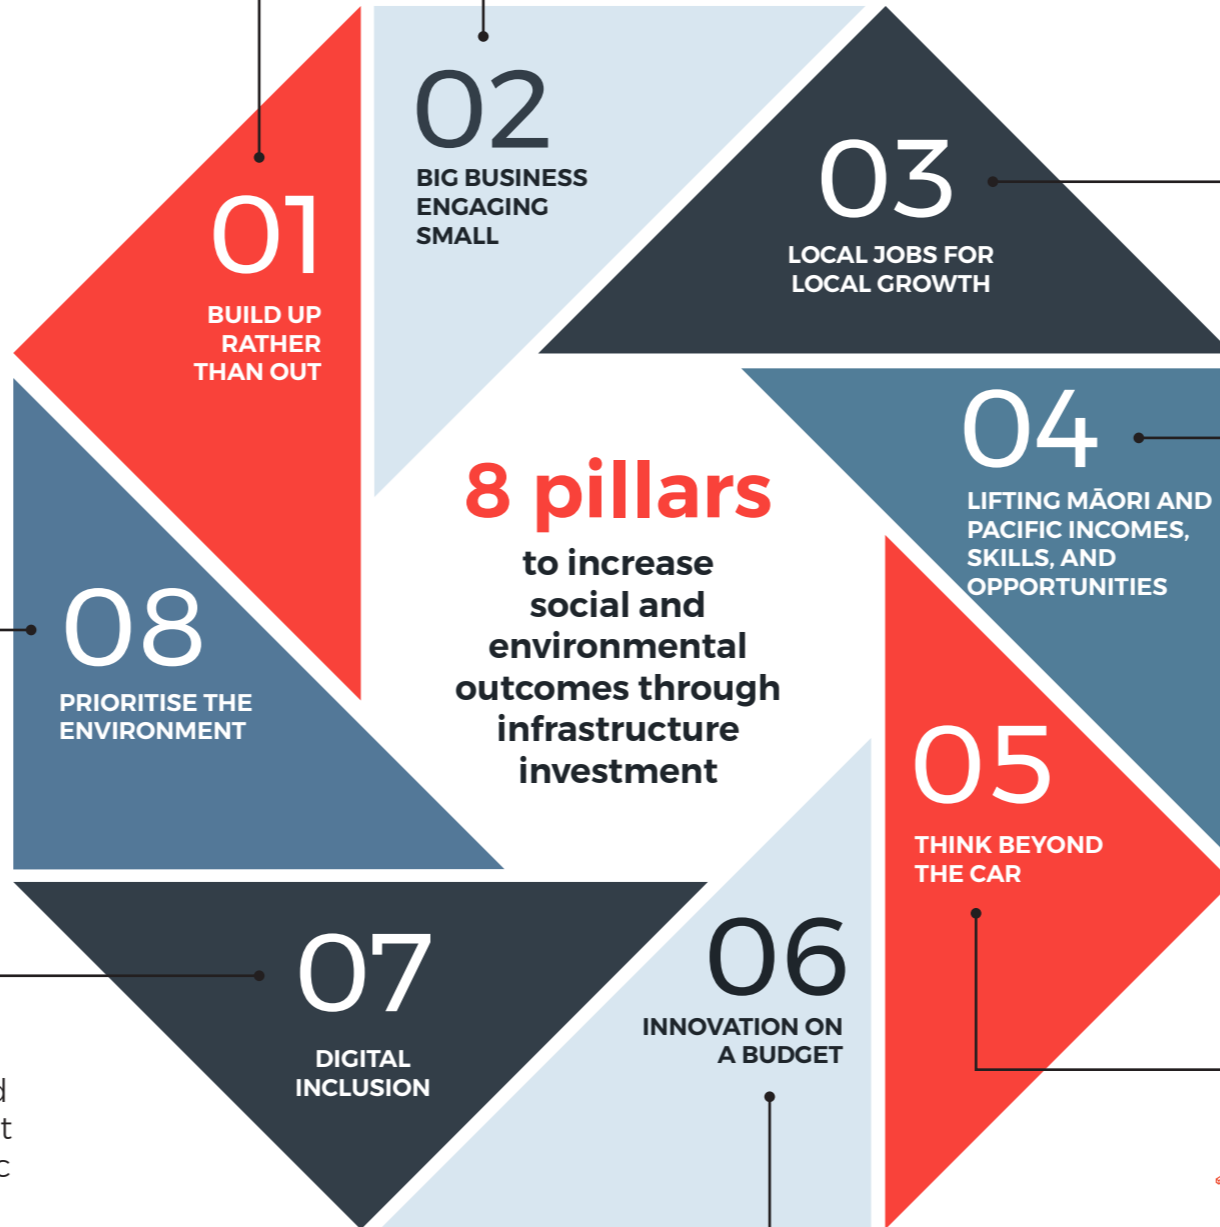 01
BUILD UP
RATHER
THAN OUT
02
BIG BUSINESS
ENGAGING
SMALL
03
LOCAL JOBS FOR
LOCAL GROWTH
04
LIFTING MĀORI AND
PACIFIC INCOMES,
SKILLS, AND
OPPORTUNITIES
8 pillars
to increase
social and
environmental
outcomes through
infrastructure
investment
05
THINK BEYOND
THE CAR
06
INNOVATION ON
A BUDGET
07
DIGITAL
INCLUSION
08
PRIORITISE THE
ENVIRONMENT